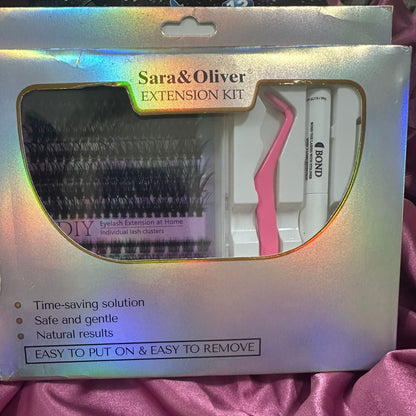 Sara&Oliver
EXTENSION KIT
DIY
Eyelash Extension at Home
Individual lash clusters
BOND
• Time-saving solution
• Safe and gentle
• Natural results
EASY TO PUT ON & EASY TO REMOVE